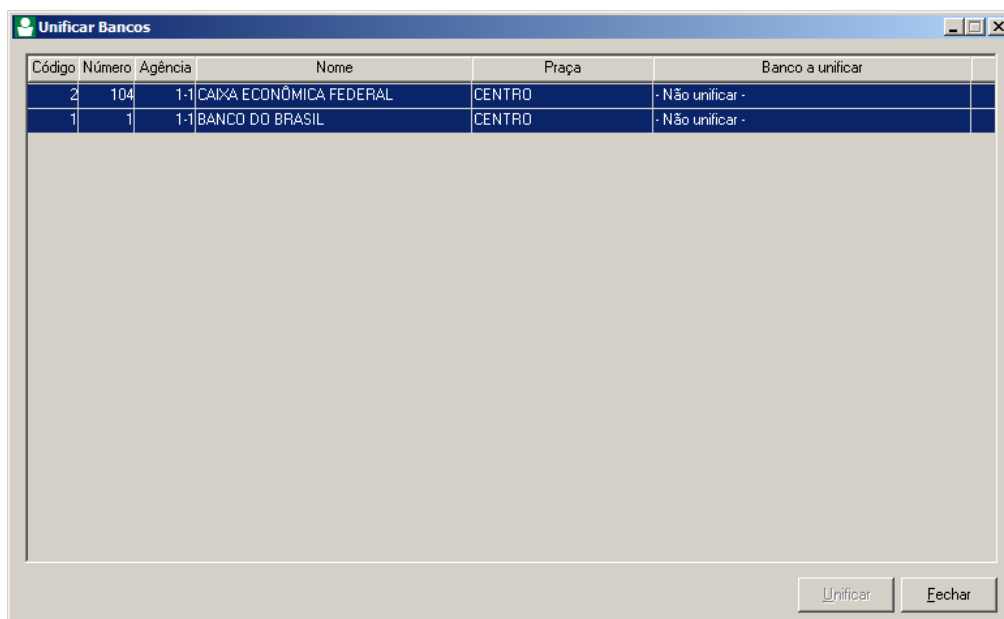 Unificar Bancos
Código Número Agência Nome Praça Banco a unificar
2 104 1-1 CAIXA ECONÔMICA FEDERAL CENTRO - Não unificar -
1 1 1-1 BANCO DO BRASIL CENTRO - Não unificar -
Unificar Fechar